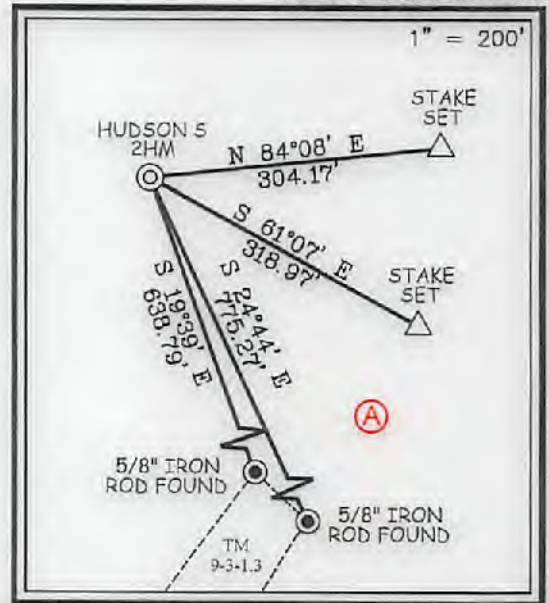 1" = 200'
STAKE
SET
HUDSON 5
2HM
N 84°08' E
304.17'
S 61°07' E
318.97'
STAKE
SET
S 24°44' E
775.27'
S 19°39' E
638.79'
A
5/8" IRON
ROD FOUND
5/8" IRON
ROD FOUND
TM
9-3-1.3